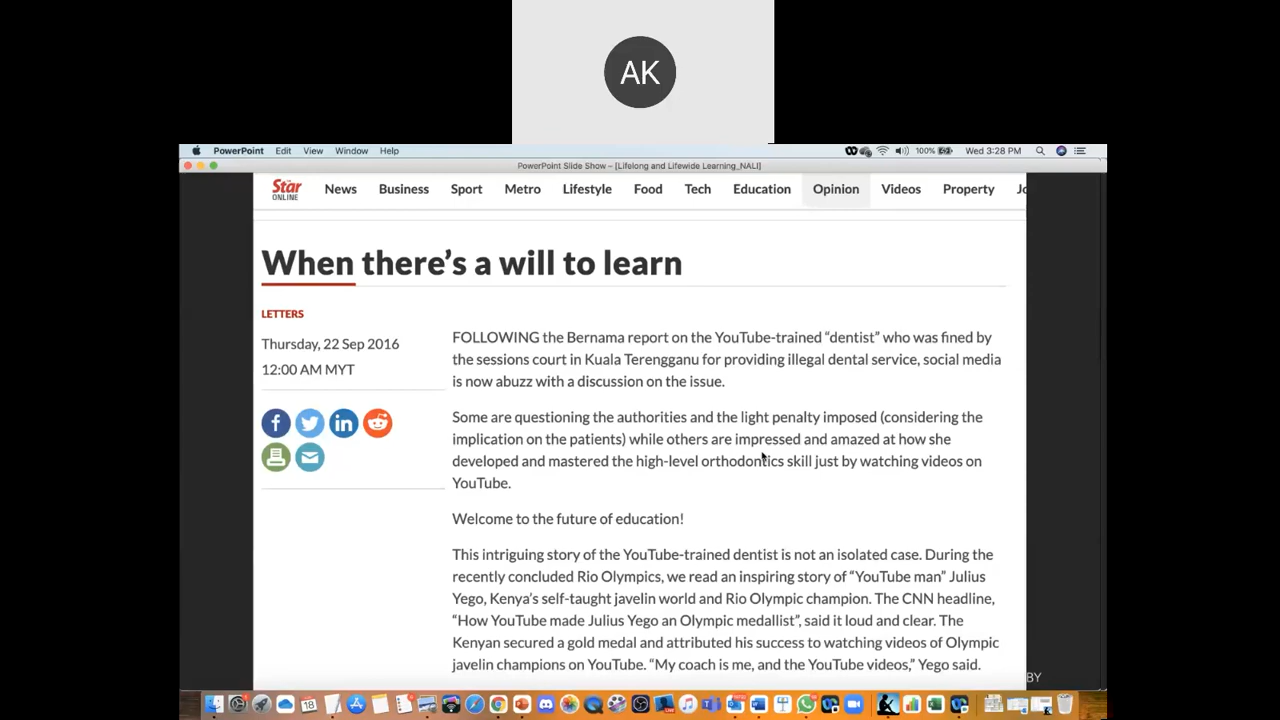 AK
PowerPoint Edit View Window Help 100% Wed 3:28 PM
PowerPoint Slide Show – [Lifelong and Lifewide Learning_NALI]
The Star ONLINE News Business Sport Metro Lifestyle Food Tech Education Opinion Videos Property Jo
When there's a will to learn
LETTERS
Thursday, 22 Sep 2016
12:00 AM MYT
FOLLOWING the Bernama report on the YouTube-trained “dentist” who was fined by
the sessions court in Kuala Terengganu for providing illegal dental service, social media
is now abuzz with a discussion on the issue.
Some are questioning the authorities and the light penalty imposed (considering the
implication on the patients) while others are impressed and amazed at how she
developed and mastered the high-level orthodontics skill just by watching videos on
YouTube.
Welcome to the future of education!
This intriguing story of the YouTube-trained dentist is not an isolated case. During the
recently concluded Rio Olympics, we read an inspiring story of “YouTube man” Julius
Yego, Kenya's self-taught javelin world and Rio Olympic champion. The CNN headline,
“How YouTube made Julius Yego an Olympic medallist”, said it loud and clear. The
Kenyan secured a gold medal and attributed his success to watching videos of Olympic
javelin champions on YouTube. “My coach is me, and the YouTube videos,” Yego said.
BY
18